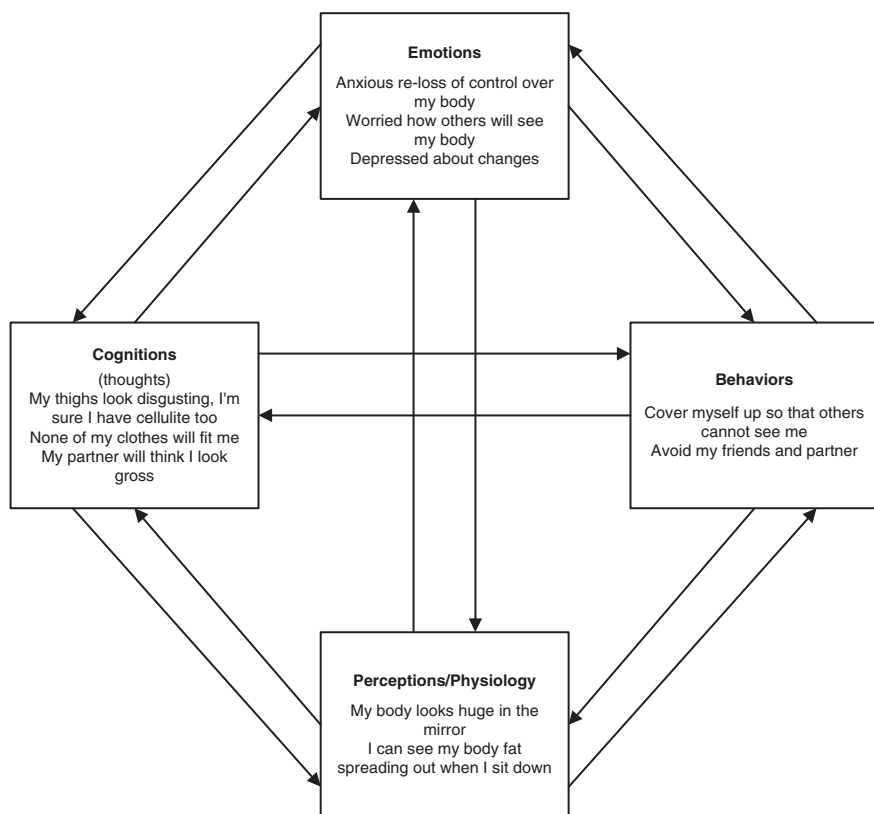 Emotions
Anxious re-loss of control over
my body
Worried how others will see
my body
Depressed about changes
Cognitions
(thoughts)
My thighs look disgusting, I'm
sure I have cellulite too
None of my clothes will fit me
My partner will think I look
gross
Behaviors
Cover myself up so that others
cannot see me
Avoid my friends and partner
Perceptions/Physiology
My body looks huge in the
mirror
I can see my body fat
spreading out when I sit down